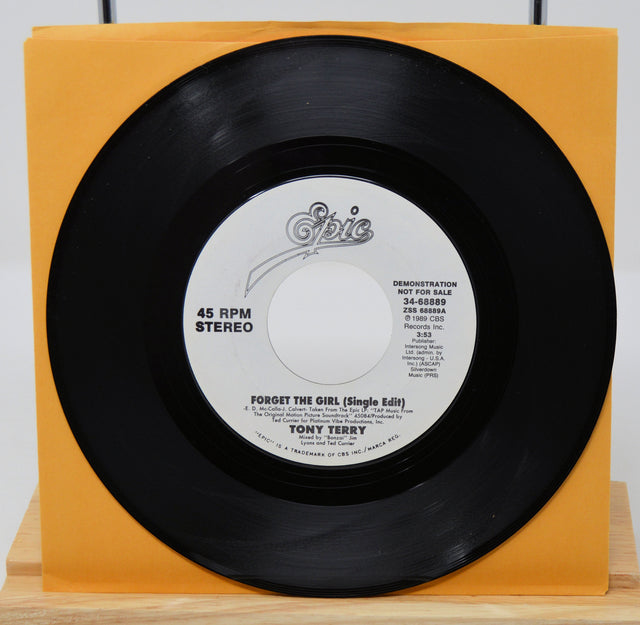 Epic
DEMONSTRATION
NOT FOR SALE
34-68889
ZSS 68889A
℗ 1989 CBS
Records Inc.
3:53
Publisher:
Intersong Music
Ltd. (admin. by
Intersong - U.S.A.
Inc.) (ASCAP)
Silverdown
Music (PRS)
45 RPM
STEREO
FORGET THE GIRL (Single Edit)
-E. D. McCalla-J. Calvert- Taken From The Epic LP: "TAP Music From
The Original Motion Picture Soundtrack" 45084/Produced by
Ted Currier for Platinum Vibe Productions, Inc.
TONY TERRY
Mixed by "Bonzai" Jim
Lyons and Ted Currier
"EPIC" IS A TRADEMARK OF CBS INC./MARCA REG.